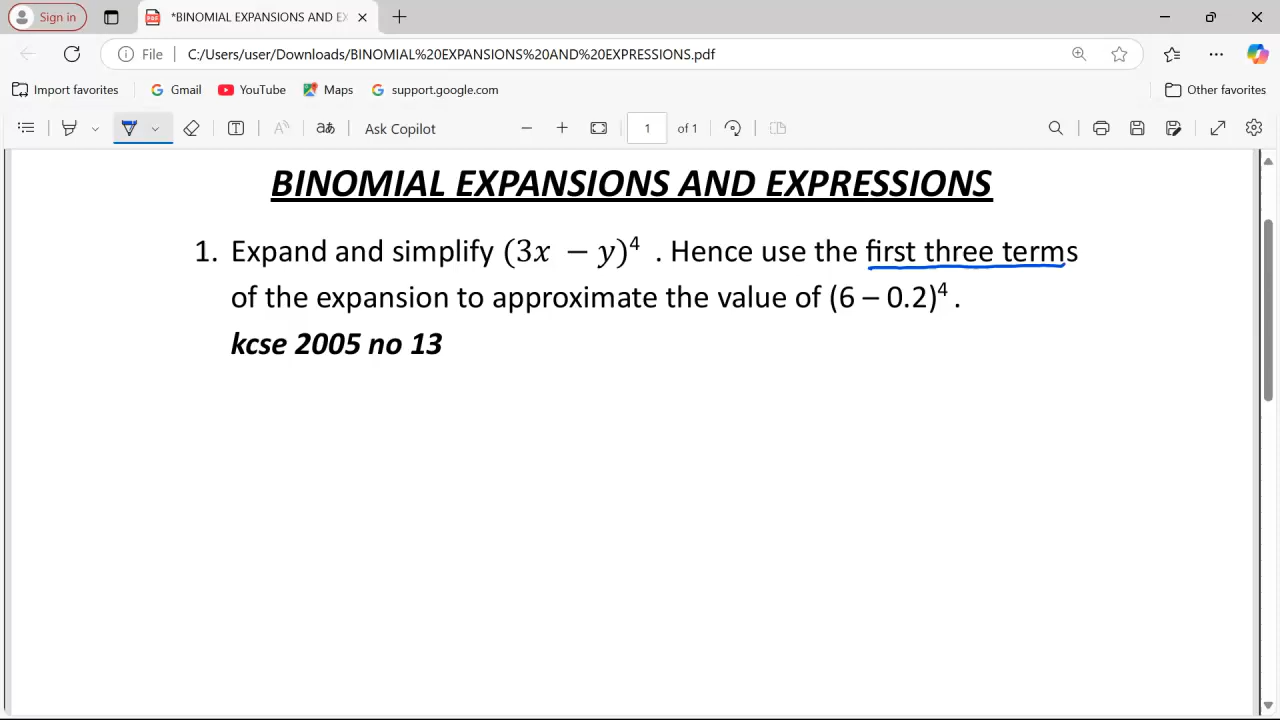 Sign in
*BINOMIAL EXPANSIONS AND EX
File
C:/Users/user/Downloads/BINOMIAL%20EXPANSIONS%20AND%20EXPRESSIONS.pdf
Import favorites
Gmail
YouTube
Maps
support.google.com
Other favorites
Ask Copilot
1 of 1
BINOMIAL EXPANSIONS AND EXPRESSIONS
1. Expand and simplify (3x − y)⁴ . Hence use the first three terms
of the expansion to approximate the value of (6 – 0.2)⁴ .
kcse 2005 no 13